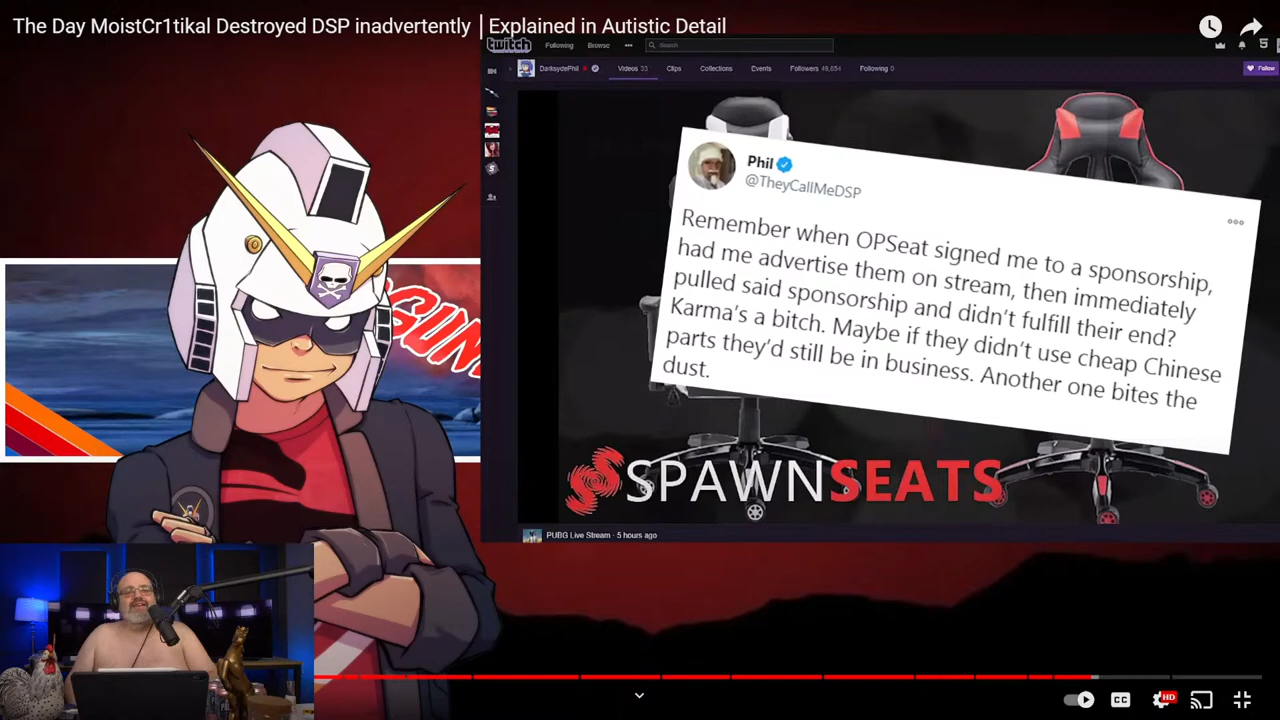 The Day MoistCr1tikal Destroyed DSP inadvertently | Explained in Autistic Detail
twitch Following Browse ••• Search
DarksydePhil Videos 33 Clips Collections Events Followers 48,654 Following 0 Follow
Phil
@TheyCallMeDSP
Remember when OPSeat signed me to a sponsorship,
had me advertise them on stream, then immediately
pulled said sponsorship and didn't fulfill their end?
Karma's a bitch. Maybe if they didn't use cheap Chinese
parts they'd still be in business. Another one bites the
dust.
SPAWNSEATS
PUBG Live Stream · 5 hours ago
CC
HD